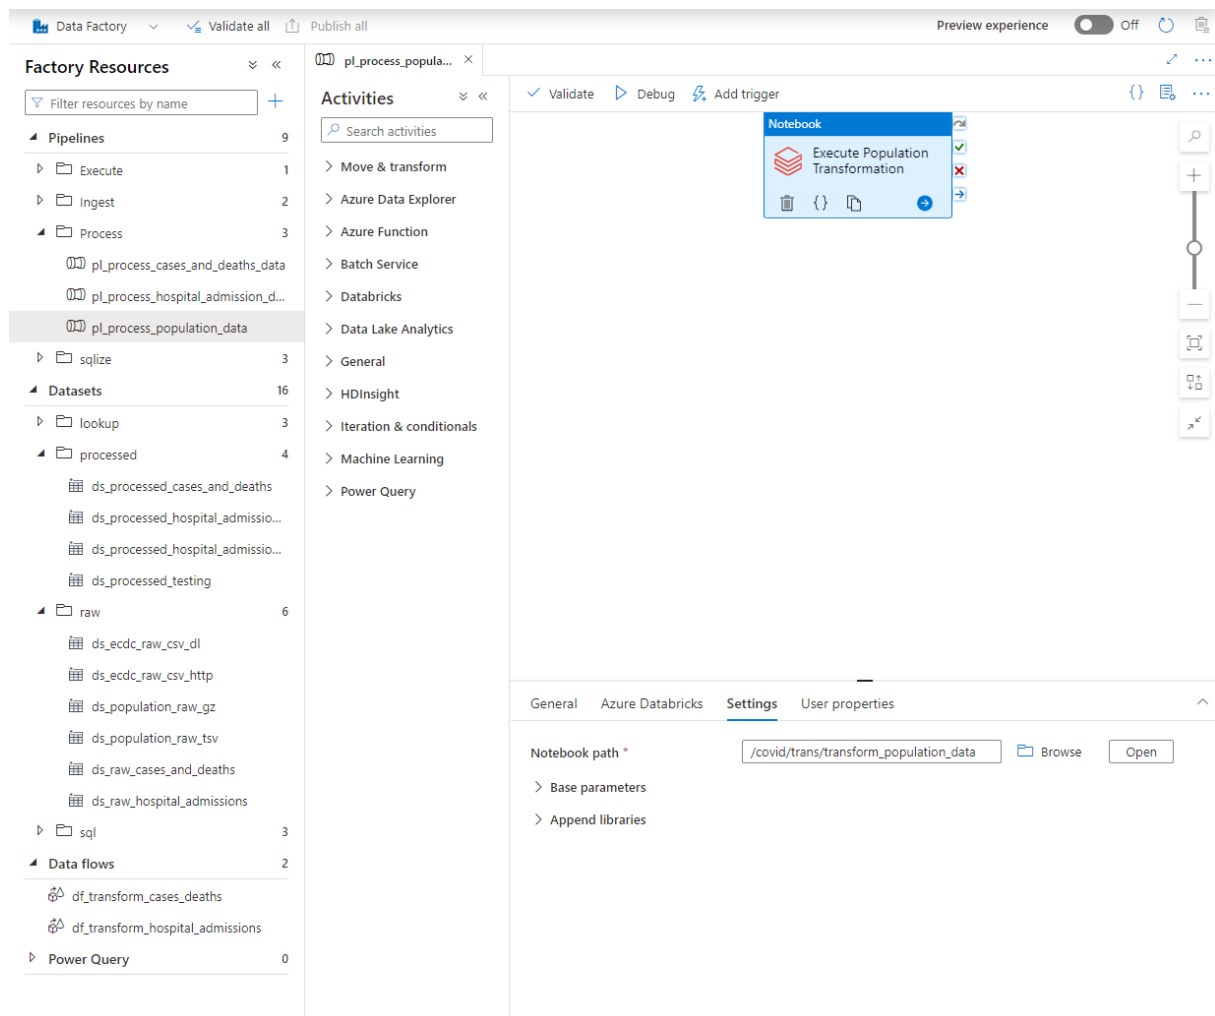 Data Factory
Validate all
Publish all
Preview experience
Off
Factory Resources
Filter resources by name
Pipelines 9
Execute 1
Ingest 2
Process 3
pl_process_cases_and_deaths_data
pl_process_hospital_admission_d...
pl_process_population_data
sqlize 3
Datasets 16
lookup 3
processed 4
ds_processed_cases_and_deaths
ds_processed_hospital_admissio...
ds_processed_hospital_admissio...
ds_processed_testing
raw 6
ds_ecdc_raw_csv_dl
ds_ecdc_raw_csv_http
ds_population_raw_gz
ds_population_raw_tsv
ds_raw_cases_and_deaths
ds_raw_hospital_admissions
sql 3
Data flows 2
df_transform_cases_deaths
df_transform_hospital_admissions
Power Query 0
pl_process_popula...
Activities
Search activities
Move & transform
Azure Data Explorer
Azure Function
Batch Service
Databricks
Data Lake Analytics
General
HDInsight
Iteration & conditionals
Machine Learning
Power Query
Validate
Debug
Add trigger
Notebook
Execute Population
Transformation
General
Azure Databricks
Settings
User properties
Notebook path *
/covid/trans/transform_population_data
Browse
Open
Base parameters
Append libraries